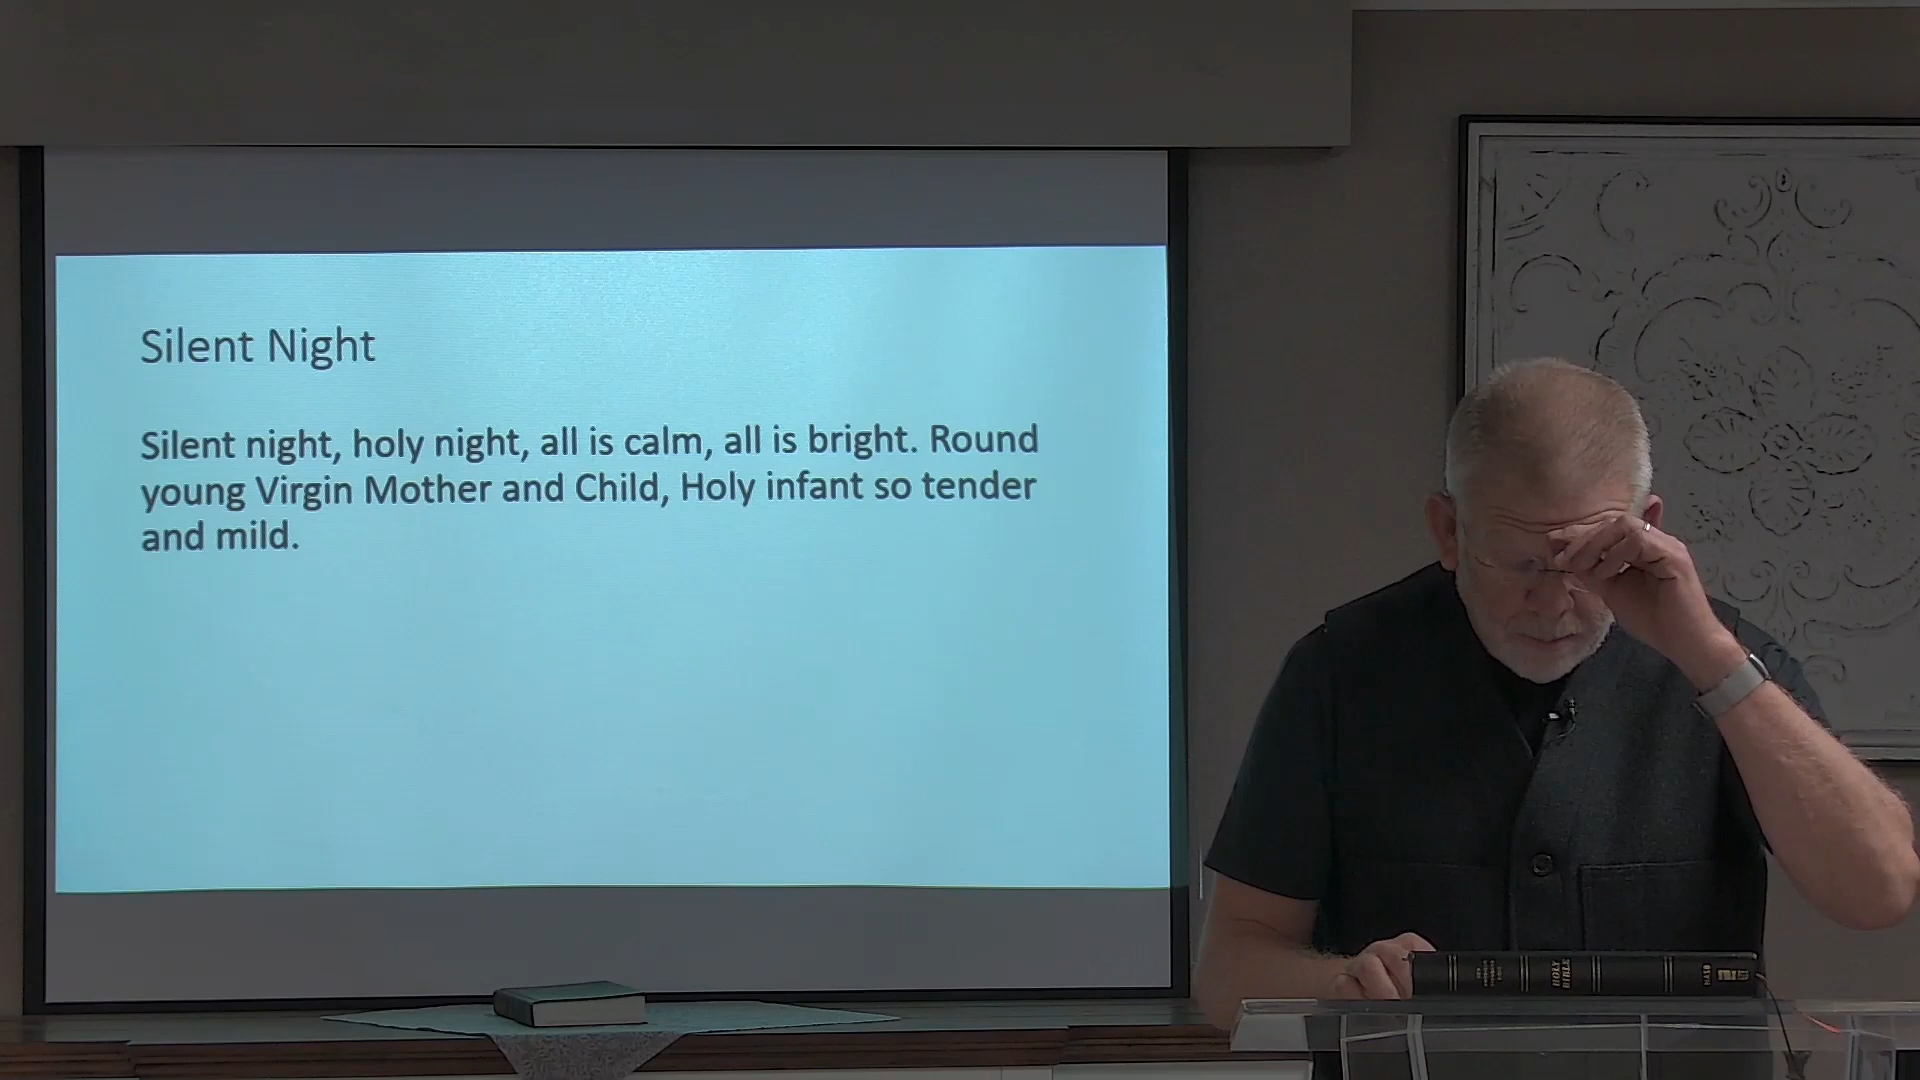 Silent Night
Silent night, holy night, all is calm, all is bright. Round
young Virgin Mother and Child, Holy infant so tender
and mild.
HOLY
BIBLE
NASB